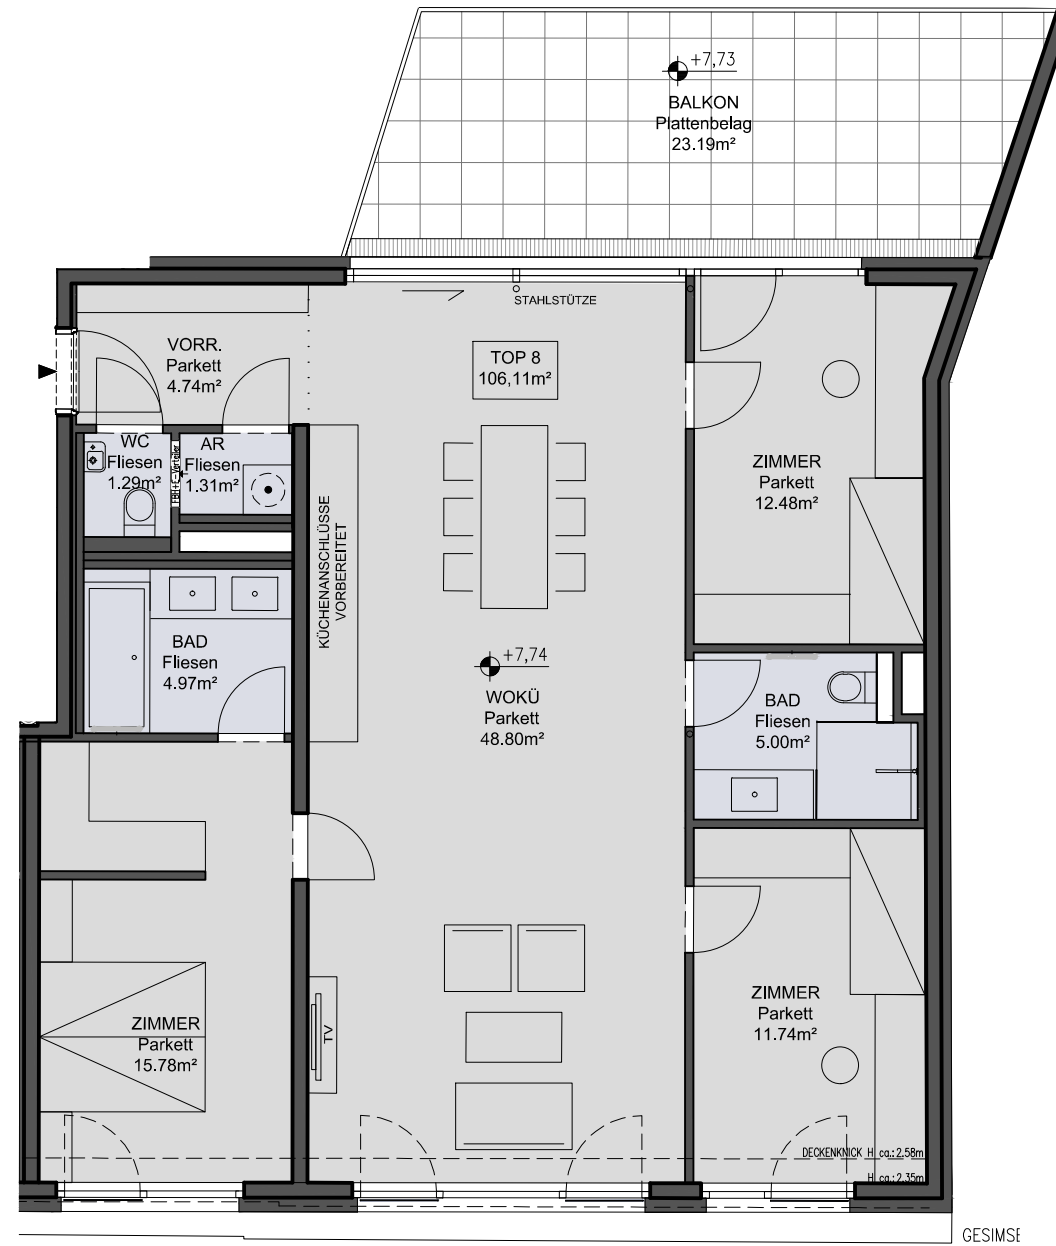 +7,73
BALKON
Plattenbelag
23.19m²
STAHLSTÜTZE
VORR.
Parkett
4.74m²
TOP 8
106,11m²
WC
Fliesen
1.29m²
AR
Fliesen
1.31m²
ZIMMER
Parkett
12.48m²
KÜCHENANSCHLÜSSE
VORBEREITET
BAD
Fliesen
4.97m²
+7,74
WOKÜ
Parkett
48.80m²
BAD
Fliesen
5.00m²
ZIMMER
Parkett
15.78m²
TV
ZIMMER
Parkett
11.74m²
DECKENKNICK H ca.: 2.58m
H ca.: 2.35m
GESIMSE